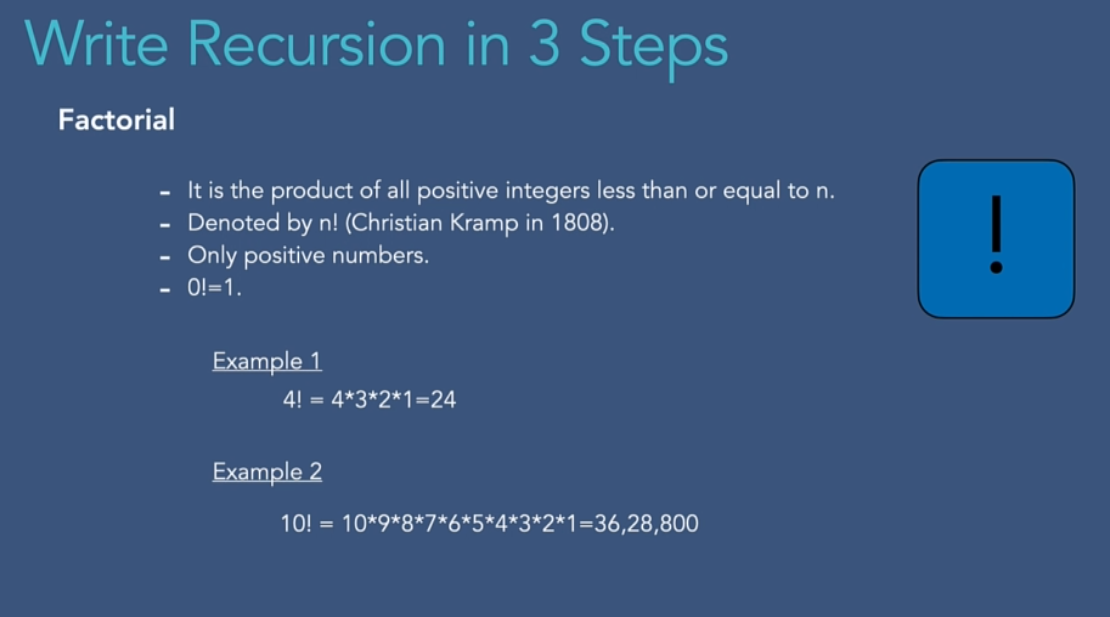 Write Recursion in 3 Steps
Factorial
- It is the product of all positive integers less than or equal to n.
- Denoted by n! (Christian Kramp in 1808).
- Only positive numbers.
- 0!=1.
!
Example 1
4! = 4*3*2*1=24
Example 2
10! = 10*9*8*7*6*5*4*3*2*1=36,28,800